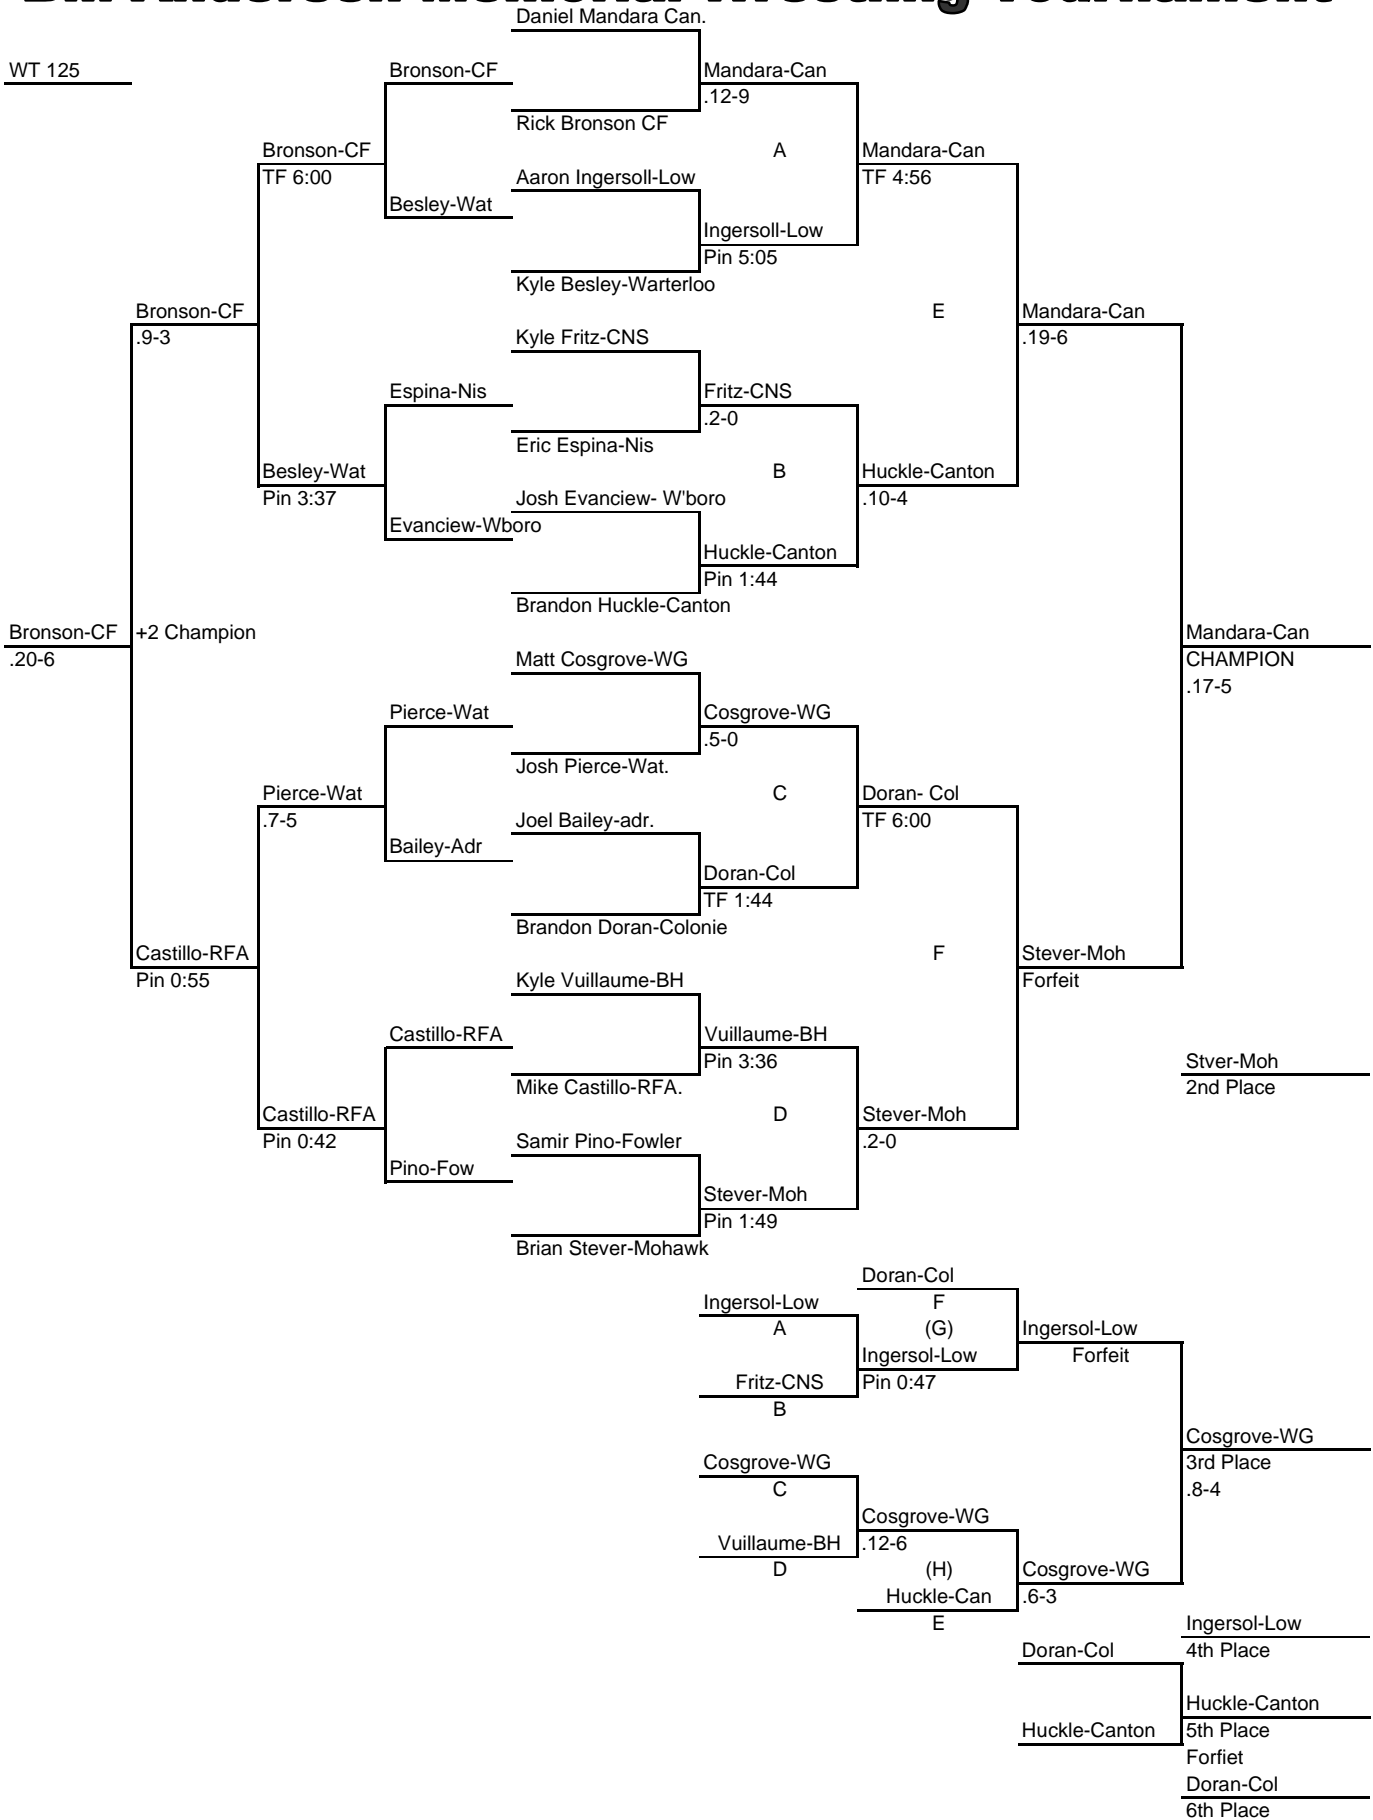 Bill Anderson Memorial Wrestling Tournament
Daniel Mandara Can.
WT 125
Bronson-CF
Mandara-Can
.12-9
Rick Bronson CF
Bronson-CF
A
Mandara-Can
TF 6:00
Aaron Ingersoll-Low
TF 4:56
Besley-Wat
Ingersoll-Low
Pin 5:05
Kyle Besley-Warterloo
Bronson-CF
E
Mandara-Can
.9-3
Kyle Fritz-CNS
.19-6
Espina-Nis
Fritz-CNS
.2-0
Eric Espina-Nis
Besley-Wat
B
Huckle-Canton
Pin 3:37
Josh Evanciew- W'boro
.10-4
Evanciew-Wboro
Huckle-Canton
Pin 1:44
Brandon Huckle-Canton
Bronson-CF
+2 Champion
Mandara-Can
.20-6
Matt Cosgrove-WG
CHAMPION
.17-5
Pierce-Wat
Cosgrove-WG
.5-0
Josh Pierce-Wat.
Pierce-Wat
C
Doran- Col
.7-5
Joel Bailey-adr.
TF 6:00
Bailey-Adr
Doran-Col
TF 1:44
Brandon Doran-Colonie
Castillo-RFA
F
Stever-Moh
Pin 0:55
Kyle Vuillaume-BH
Forfeit
Castillo-RFA
Vuillaume-BH
Pin 3:36
Stver-Moh
Mike Castillo-RFA.
2nd Place
Castillo-RFA
D
Stever-Moh
Pin 0:42
Samir Pino-Fowler
.2-0
Pino-Fow
Stever-Moh
Pin 1:49
Brian Stever-Mohawk
Doran-Col
Ingersol-Low
F
A
(G)
Ingersol-Low
Ingersol-Low
Forfeit
Fritz-CNS
Pin 0:47
B
Cosgrove-WG
Cosgrove-WG
3rd Place
C
.8-4
Cosgrove-WG
Vuillaume-BH
.12-6
D
(H)
Cosgrove-WG
Huckle-Can
.6-3
E
Ingersol-Low
Doran-Col
4th Place
Huckle-Canton
Huckle-Canton
5th Place
Forfiet
Doran-Col
6th Place